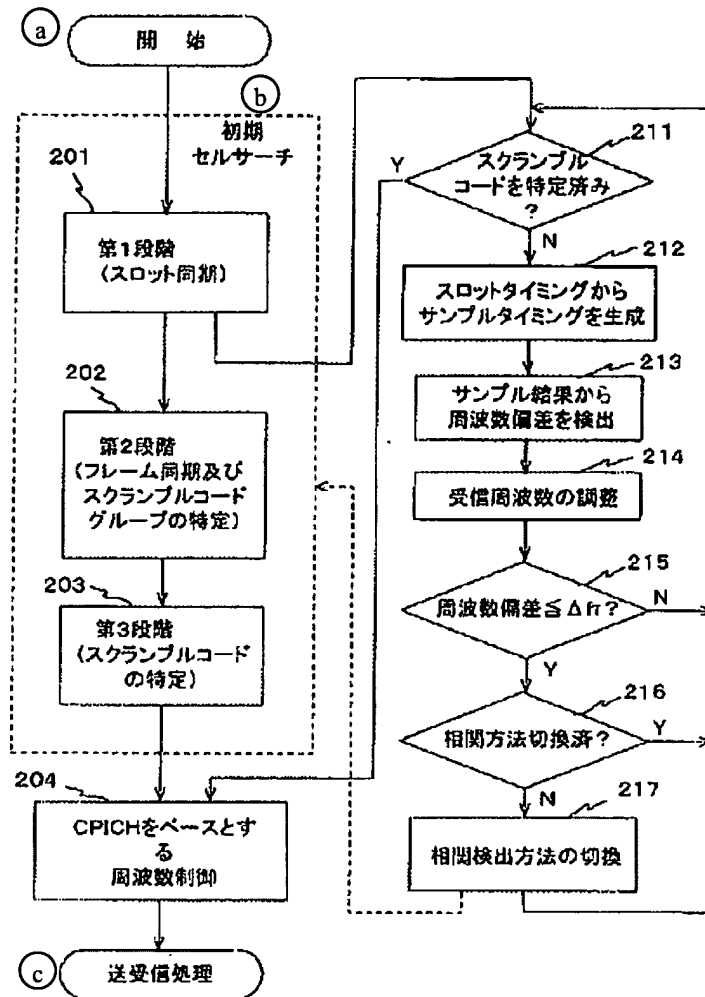 a
開 始
b
初期
セルサーチ
201
第1段階
(スロット同期)
202
第2段階
(フレーム同期及び
スクランブルコード
グループの特定)
203
第3段階
(スクランブルコード
の特定)
204
CPICHをベースとす
る
周波数制御
c
送受信処理
211
スクランブル
コードを特定済み
?
Y
N
212
スロットタイミングから
サンプルタイミングを生成
213
サンプル結果から
周波数偏差を検出
214
受信周波数の調整
215
周波数偏差≦Δfr?
N
Y
216
相関方法切換済?
Y
N
217
相関検出方法の切換